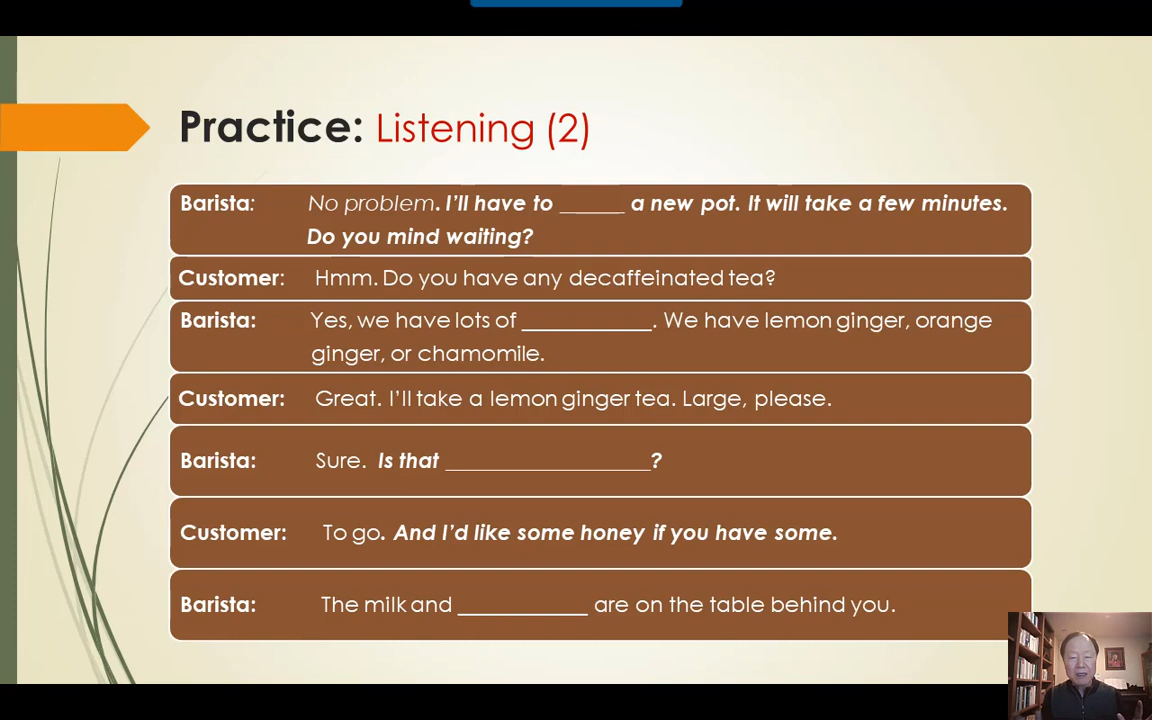 Practice: Listening (2)
Barista: No problem. I'll have to ______ a new pot. It will take a few minutes.
Do you mind waiting?
Customer: Hmm. Do you have any decaffeinated tea?
Barista: Yes, we have lots of ____________. We have lemon ginger, orange
ginger, or chamomile.
Customer: Great. I'll take a lemon ginger tea. Large, please.
Barista: Sure. Is that ___________________?
Customer: To go. And I'd like some honey if you have some.
Barista: The milk and ____________ are on the table behind you.